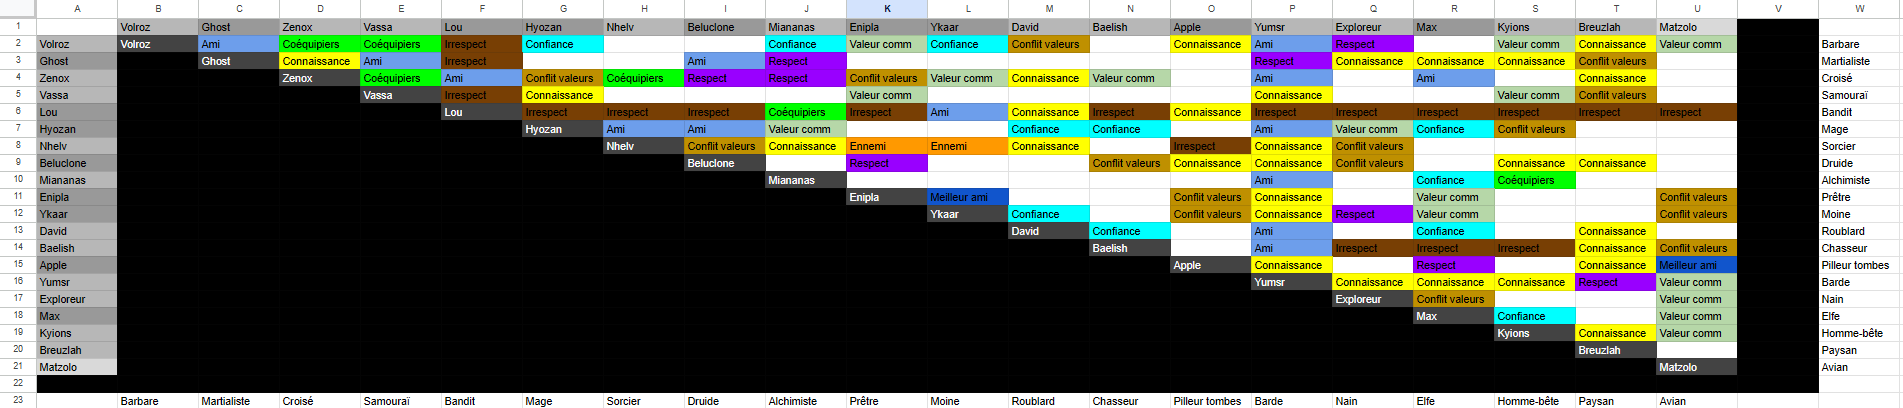 A B C D E F G H I J K L M N O P Q R S T U V W
1 Volroz Ghost Zenox Vassa Lou Hyozan Nhelv Beluclone Miananas Enipla Ykaar David Baelish Apple Yumsr Exploreur Max Kyions Breuzlah Matzolo
2 Volroz Volroz Ami Coéquipiers Coéquipiers Irrespect Confiance Confiance Valeur comm Confiance Conflit valeurs Connaissance Ami Respect Valeur comm Connaissance Valeur comm Barbare
3 Ghost Ghost Connaissance Ami Irrespect Ami Respect Respect Connaissance Connaissance Connaissance Conflit valeurs Martialiste
4 Zenox Zenox Coéquipiers Ami Conflit valeurs Coéquipiers Respect Respect Conflit valeurs Valeur comm Connaissance Valeur comm Ami Ami Connaissance Croisé
5 Vassa Vassa Irrespect Connaissance Valeur comm Connaissance Valeur comm Conflit valeurs Samouraï
6 Lou Lou Irrespect Irrespect Irrespect Coéquipiers Irrespect Ami Connaissance Irrespect Connaissance Irrespect Irrespect Irrespect Irrespect Irrespect Irrespect Bandit
7 Hyozan Hyozan Ami Ami Valeur comm Confiance Confiance Ami Valeur comm Confiance Conflit valeurs Mage
8 Nhelv Nhelv Conflit valeurs Connaissance Ennemi Ennemi Connaissance Irrespect Connaissance Conflit valeurs Sorcier
9 Beluclone Beluclone Respect Conflit valeurs Connaissance Connaissance Conflit valeurs Connaissance Connaissance Druide
10 Miananas Miananas Ami Confiance Coéquipiers Alchimiste
11 Enipla Enipla Meilleur ami Conflit valeurs Connaissance Valeur comm Conflit valeurs Prêtre
12 Ykaar Ykaar Confiance Conflit valeurs Connaissance Respect Valeur comm Conflit valeurs Moine
13 David David Confiance Ami Confiance Connaissance Roublard
14 Baelish Baelish Ami Irrespect Irrespect Irrespect Connaissance Conflit valeurs Chasseur
15 Apple Apple Connaissance Respect Connaissance Meilleur ami Pilleur tombes
16 Yumsr Yumsr Connaissance Connaissance Connaissance Respect Valeur comm Barde
17 Exploreur Exploreur Conflit valeurs Valeur comm Nain
18 Max Max Confiance Valeur comm Elfe
19 Kyions Kyions Connaissance Valeur comm Homme-bête
20 Breuzlah Breuzlah Paysan
21 Matzolo Matzolo Avian
22
23 Barbare Martialiste Croisé Samouraï Bandit Mage Sorcier Druide Alchimiste Prêtre Moine Roublard Chasseur Pilleur tombes Barde Nain Elfe Homme-bête Paysan Avian